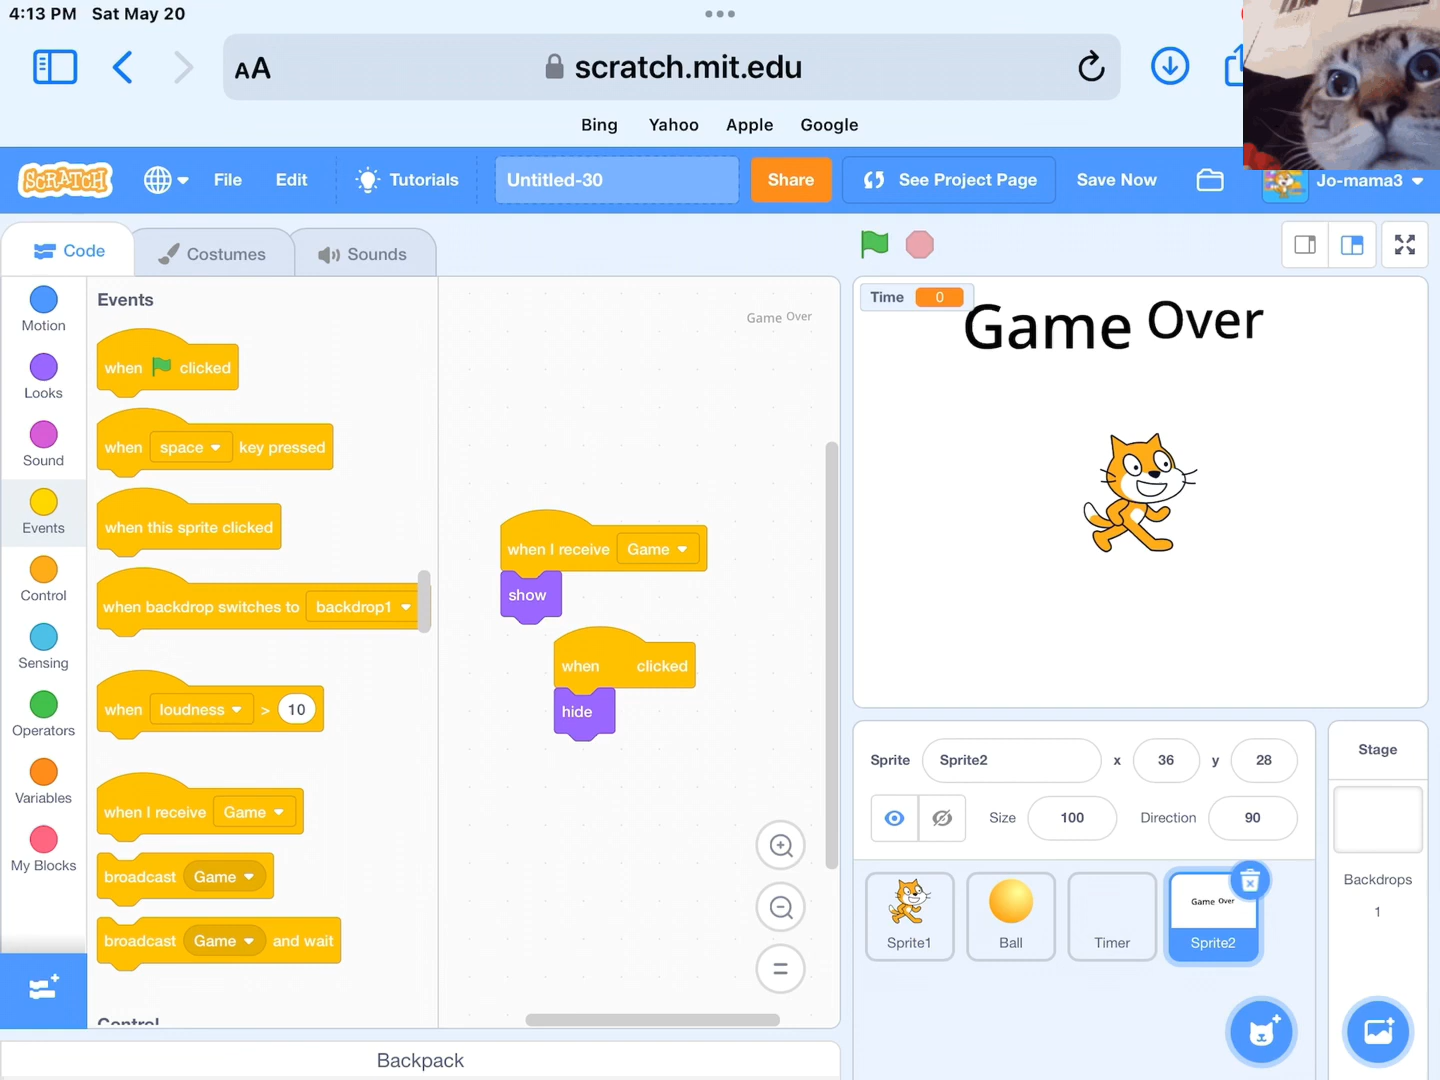 4:13 PM Sat May 20
AA scratch.mit.edu
Bing Yahoo Apple Google
SCRATCH File Edit Tutorials Untitled-30 Share See Project Page Save Now Jo-mama3
Code Costumes Sounds
Motion
Looks
Sound
Events
Control
Sensing
Operators
Variables
My Blocks
Events
when clicked
when space key pressed
when this sprite clicked
when backdrop switches to backdrop1
when loudness > 10
when I receive Game
broadcast Game
broadcast Game and wait
Control
Game Over
when I receive Game
show
when clicked
hide
Backpack
Time 0
Game Over
Sprite Sprite2 x 36 y 28
Size 100 Direction 90
Sprite1
Ball
Timer
Game Over
Sprite2
Stage
Backdrops
1